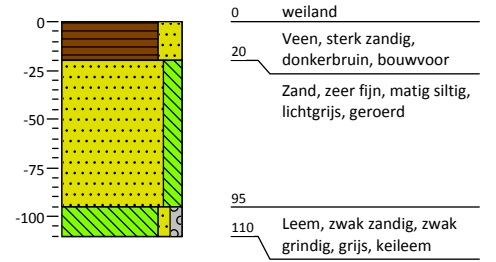 0
-25
-50
-75
-100
0 weiland
20 Veen, sterk zandig,
donkerbruin, bouwvoor
Zand, zeer fijn, matig siltig,
lichtgrijs, geroerd
95
110 Leem, zwak zandig, zwak
grindig, grijs, keileem